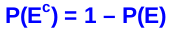 P(Eᶜ) = 1 – P(E)